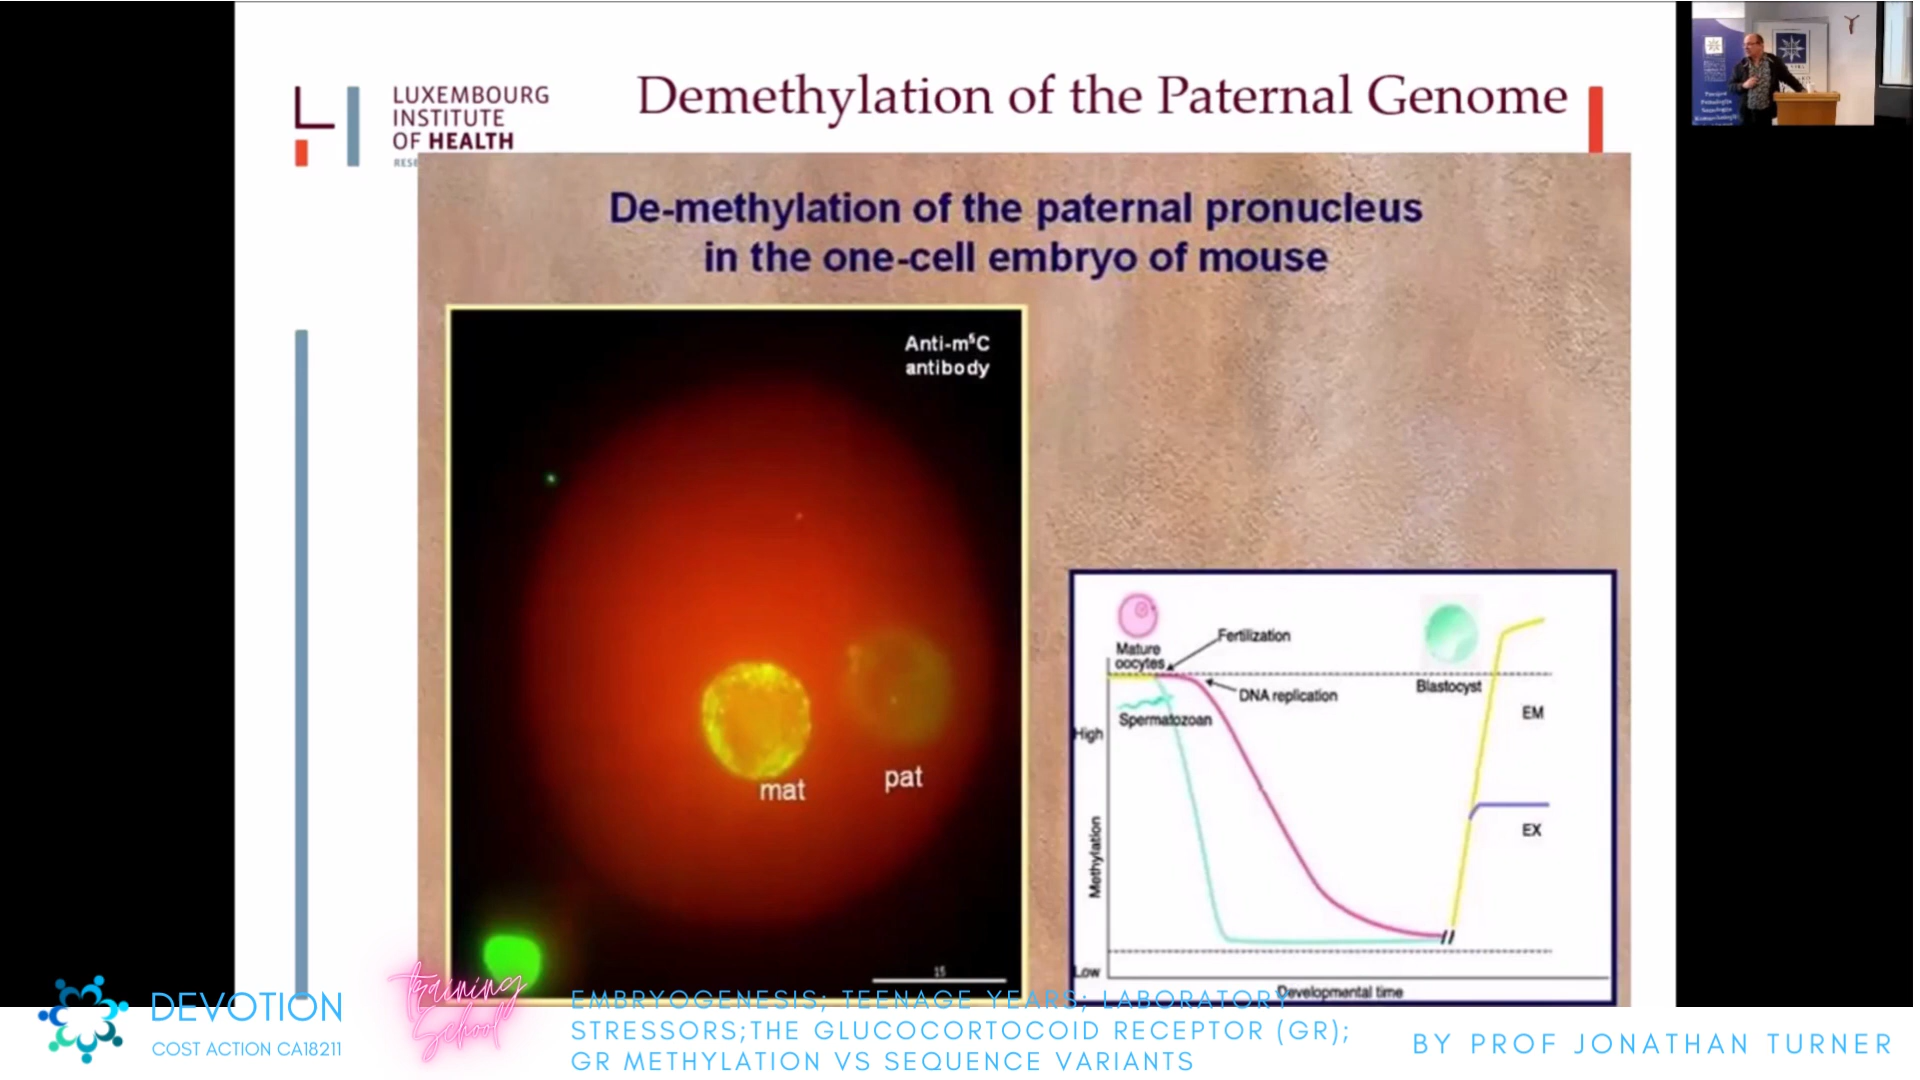 LUXEMBOURG
INSTITUTE
OF HEALTH
RESE
Demethylation of the Paternal Genome
De-methylation of the paternal pronucleus
in the one-cell embryo of mouse
Anti-m⁵C
antibody
mat
pat
15
Mature
oocytes
Fertilization
DNA replication
Spermatozoan
Blastocyst
EM
EX
High
Methylation
Low
Developmental time
DEVOTION
COST ACTION CA18211
training
school
EMBRYOGENESIS; TEENAGE YEARS; LABORATORY
STRESSORS;THE GLUCOCORTOCOID RECEPTOR (GR);
GR METHYLATION VS SEQUENCE VARIANTS
BY PROF JONATHAN TURNER